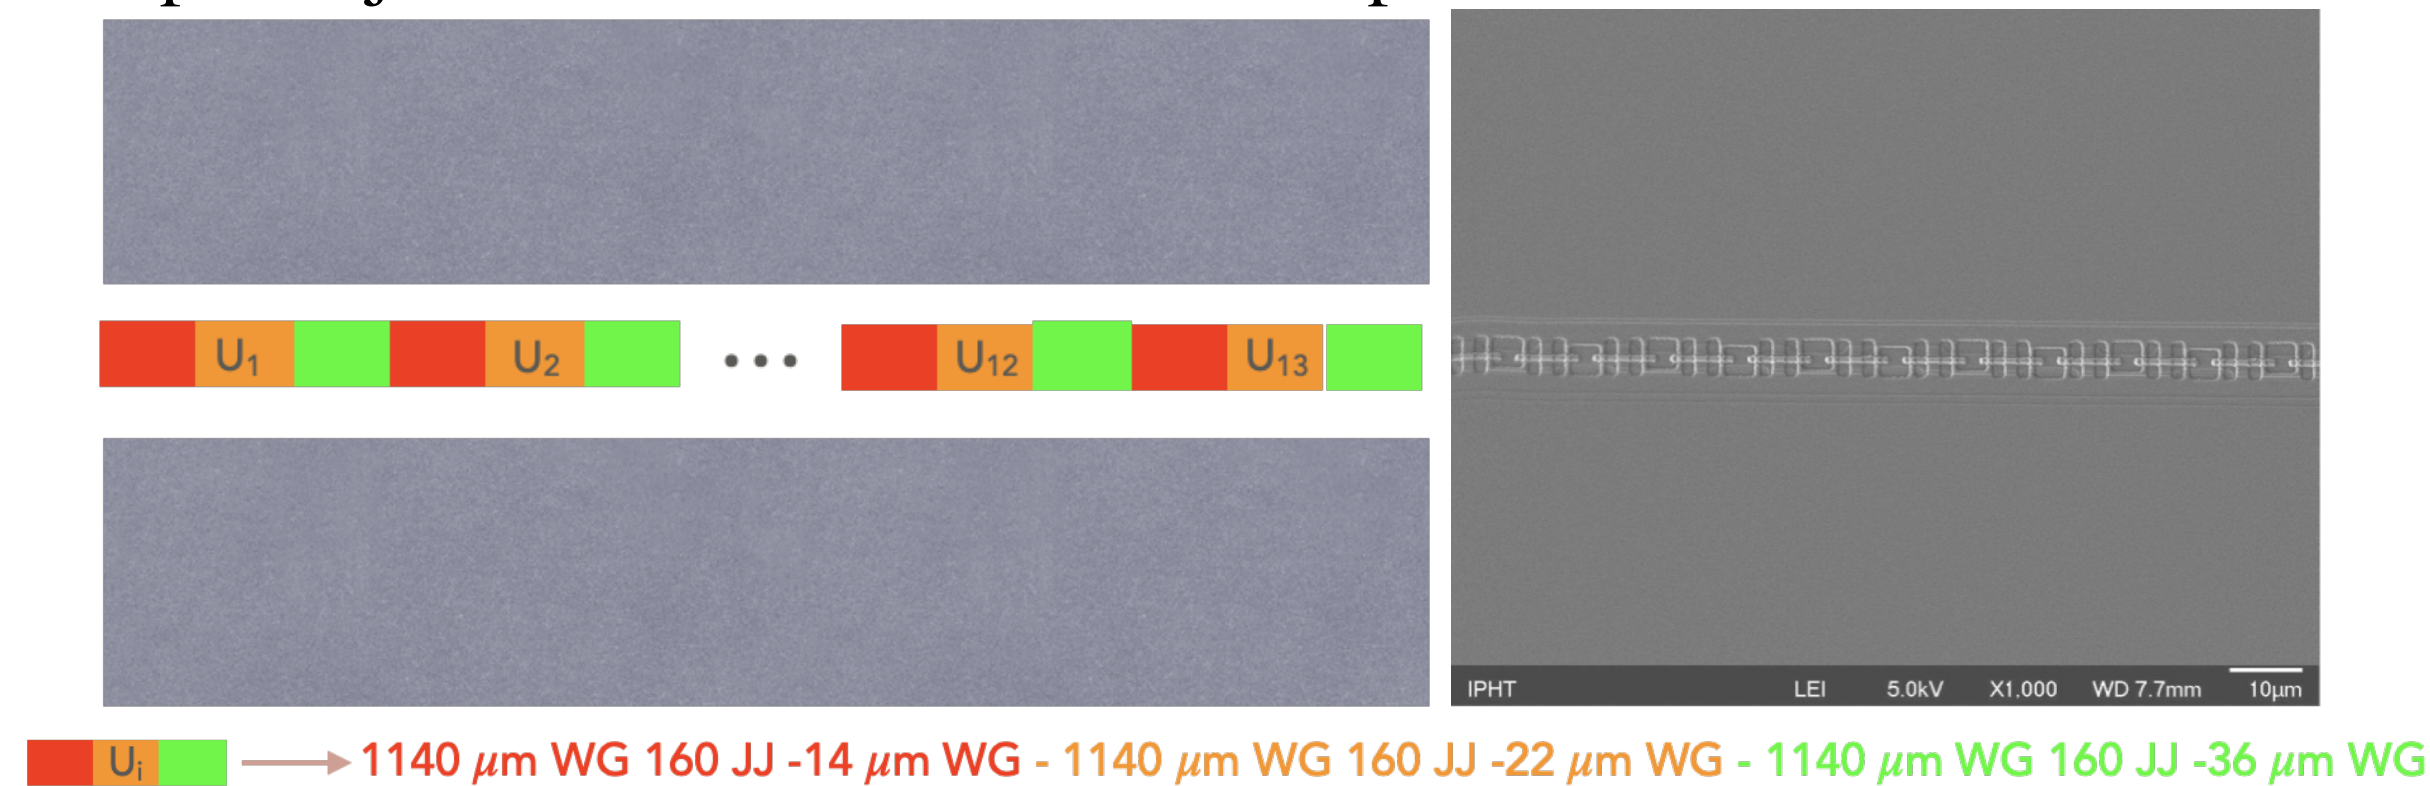 U1 U2 ... U12 U13
IPHT LEI 5.0kV X1,000 WD 7.7mm 10μm
Ui 1140 μm WG 160 JJ -14 μm WG - 1140 μm WG 160 JJ -22 μm WG - 1140 μm WG 160 JJ -36 μm WG